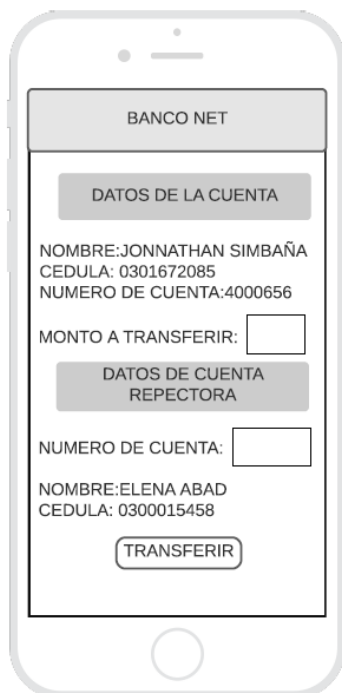 BANCO NET
DATOS DE LA CUENTA
NOMBRE:JONNATHAN SIMBAÑA
CEDULA: 0301672085
NUMERO DE CUENTA:4000656
MONTO A TRANSFERIR:
DATOS DE CUENTA
REPECTORA
NUMERO DE CUENTA:
NOMBRE:ELENA ABAD
CEDULA: 0300015458
TRANSFERIR